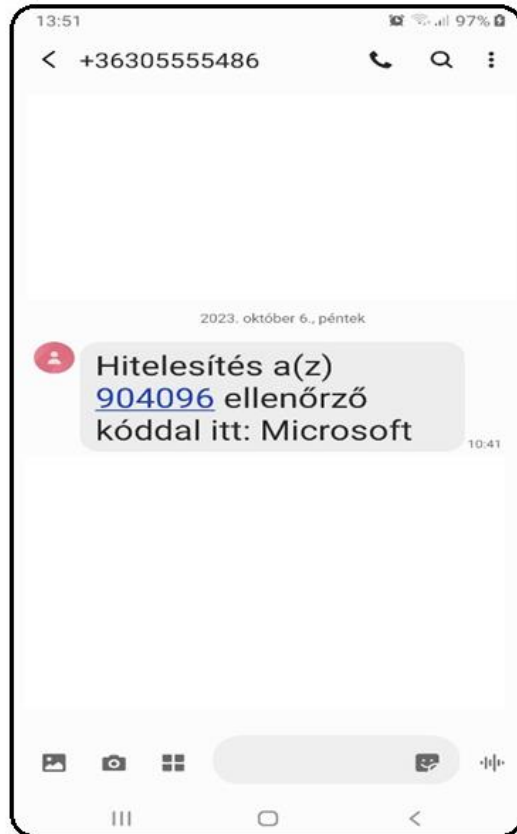 13:51 97%
+36305555486
2023. október 6., péntek
Hitelesítés a(z)
904096 ellenőrző
kóddal itt: Microsoft
10:41